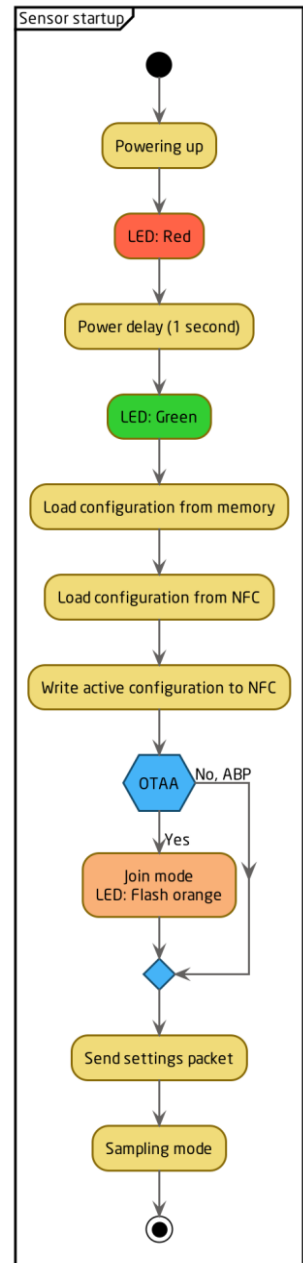 Sensor startup
Powering up
LED: Red
Power delay (1 second)
LED: Green
Load configuration from memory
Load configuration from NFC
Write active configuration to NFC
OTAA
No, ABP
Yes
Join mode
LED: Flash orange
Send settings packet
Sampling mode